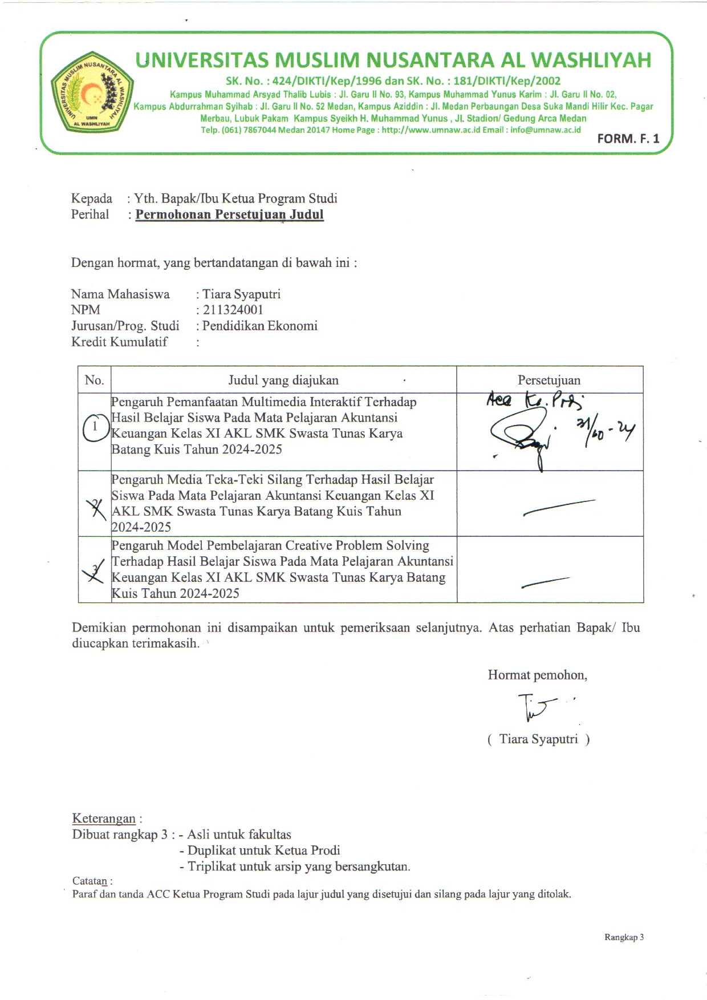 UNIVERSITAS MUSLIM NUSANTARA AL WASHLIYAH
UMN
AL WASHLIYAH
UNIVERSITAS MUSLIM NUSANTARA AL WASHLIYAH
SK. No. : 424/DIKTI/Kep/1996 dan SK. No. : 181/DIKTI/Kep/2002
Kampus Muhammad Arsyad Thalib Lubis : Jl. Garu II No. 93, Kampus Muhammad Yunus Karim : Jl. Garu II No. 02,
Kampus Abdurrahman Syihab : Jl. Garu II No. 52 Medan, Kampus Aziddin : Jl. Medan Perbaungan Desa Suka Mandi Hilir Kec. Pagar
Merbau, Lubuk Pakam Kampus Syeikh H. Muhammad Yunus , Jl. Stadion/ Gedung Arca Medan
Telp. (061) 7867044 Medan 20147 Home Page : http://www.umnaw.ac.id Email : info@umnaw.ac.id
FORM. F. 1
Kepada : Yth. Bapak/Ibu Ketua Program Studi
Perihal : Permohonan Persetujuan Judul
Dengan hormat, yang bertandatangan di bawah ini :
Nama Mahasiswa : Tiara Syaputri
NPM : 211324001
Jurusan/Prog. Studi : Pendidikan Ekonomi
Kredit Kumulatif :
No. Judul yang diajukan Persetujuan
1
Pengaruh Pemanfaatan Multimedia Interaktif Terhadap
Hasil Belajar Siswa Pada Mata Pelajaran Akuntansi
Keuangan Kelas XI AKL SMK Swasta Tunas Karya
Batang Kuis Tahun 2024-2025
Acc Ka. Prodi
31/10-24
2
Pengaruh Media Teka-Teki Silang Terhadap Hasil Belajar
Siswa Pada Mata Pelajaran Akuntansi Keuangan Kelas XI
AKL SMK Swasta Tunas Karya Batang Kuis Tahun
2024-2025
3
Pengaruh Model Pembelajaran Creative Problem Solving
Terhadap Hasil Belajar Siswa Pada Mata Pelajaran Akuntansi
Keuangan Kelas XI AKL SMK Swasta Tunas Karya Batang
Kuis Tahun 2024-2025
Demikian permohonan ini disampaikan untuk pemeriksaan selanjutnya. Atas perhatian Bapak/ Ibu
diucapkan terimakasih.
Hormat pemohon,
( Tiara Syaputri )
Keterangan :
Dibuat rangkap 3 : - Asli untuk fakultas
- Duplikat untuk Ketua Prodi
- Triplikat untuk arsip yang bersangkutan.
Catatan :
Paraf dan tanda ACC Ketua Program Studi pada lajur judul yang disetujui dan silang pada lajur yang ditolak.
Rangkap 3